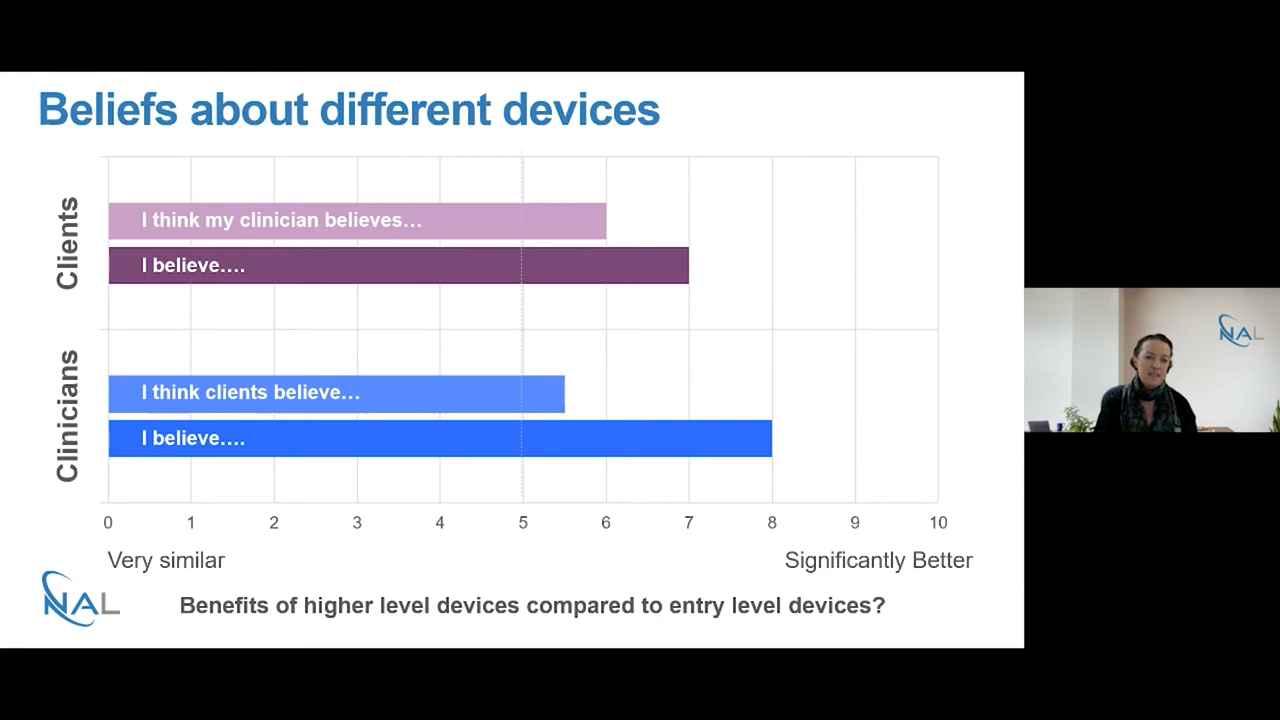 Beliefs about different devices
Clients
I think my clinician believes…
I believe….
Clinicians
I think clients believe…
I believe….
0 1 2 3 4 5 6 7 8 9 10
Very similar Significantly Better
NAL
Benefits of higher level devices compared to entry level devices?
NAL